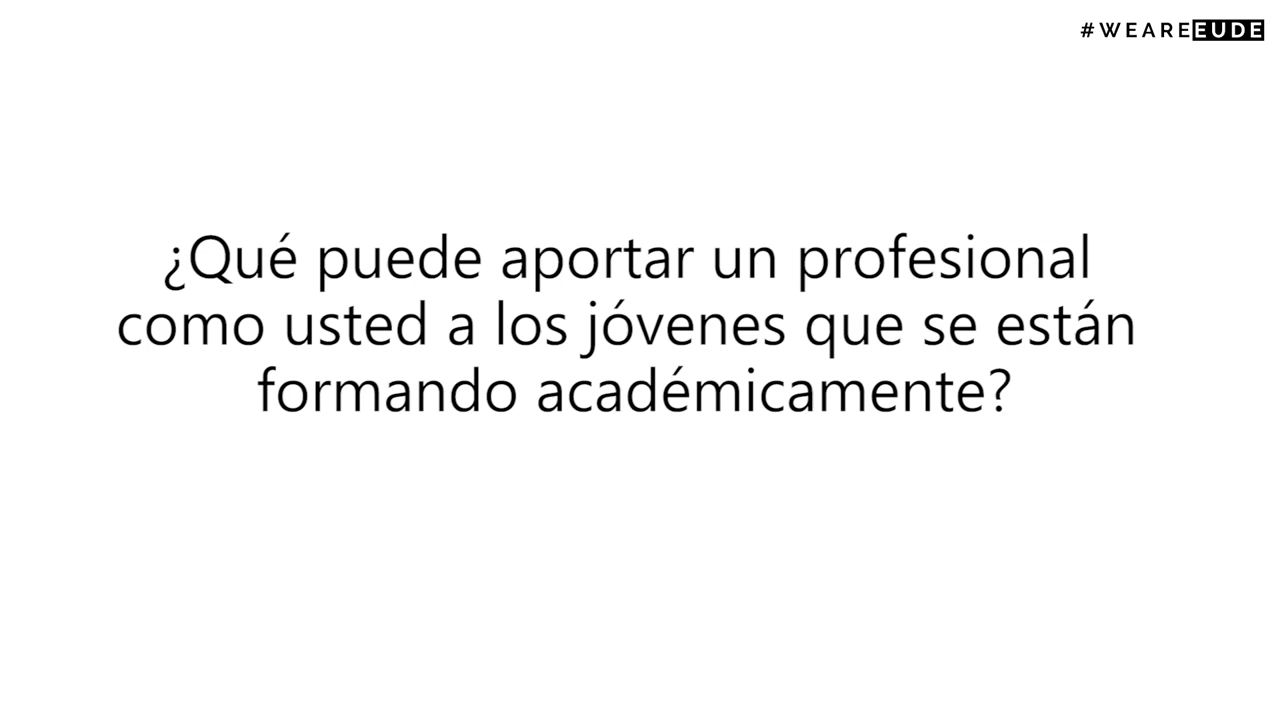 #WEAREEUDE
¿Qué puede aportar un profesional
como usted a los jóvenes que se están
formando académicamente?